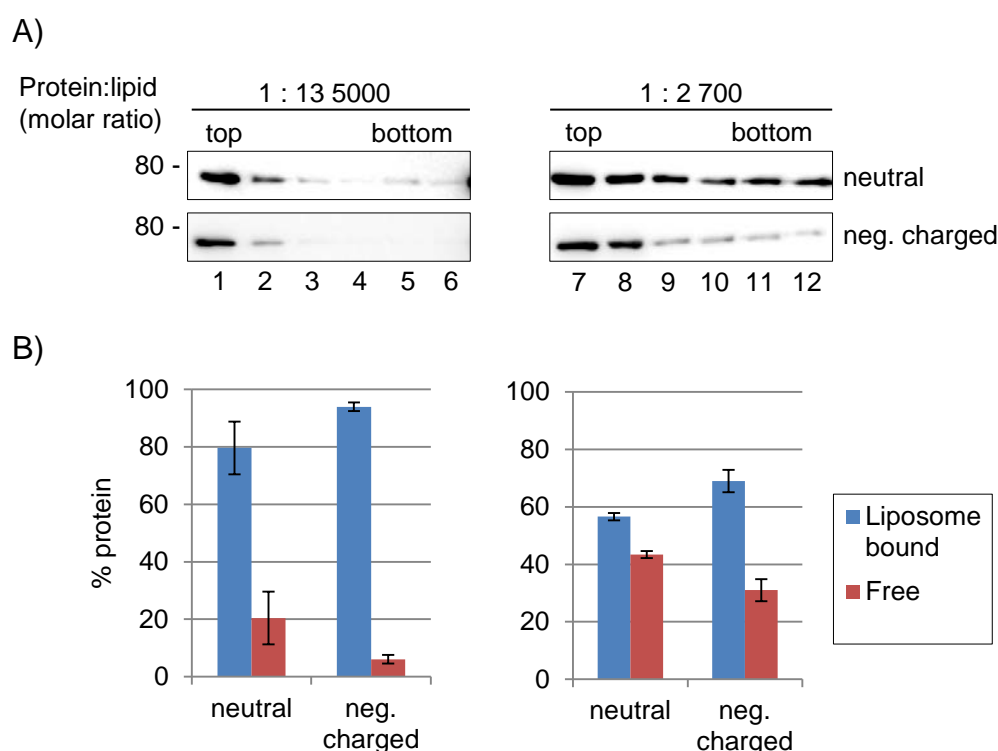 A)
Protein:lipid
(molar ratio)
1 : 13 5000
1 : 2 700
top bottom
top bottom
80 -
neutral
80 -
neg. charged
1 2 3 4 5 6
7 8 9 10 11 12
B)
% protein
100
80
60
40
20
0
neutral
neg.
charged
100
80
60
40
20
0
neutral
neg.
charged
Liposome
bound
Free